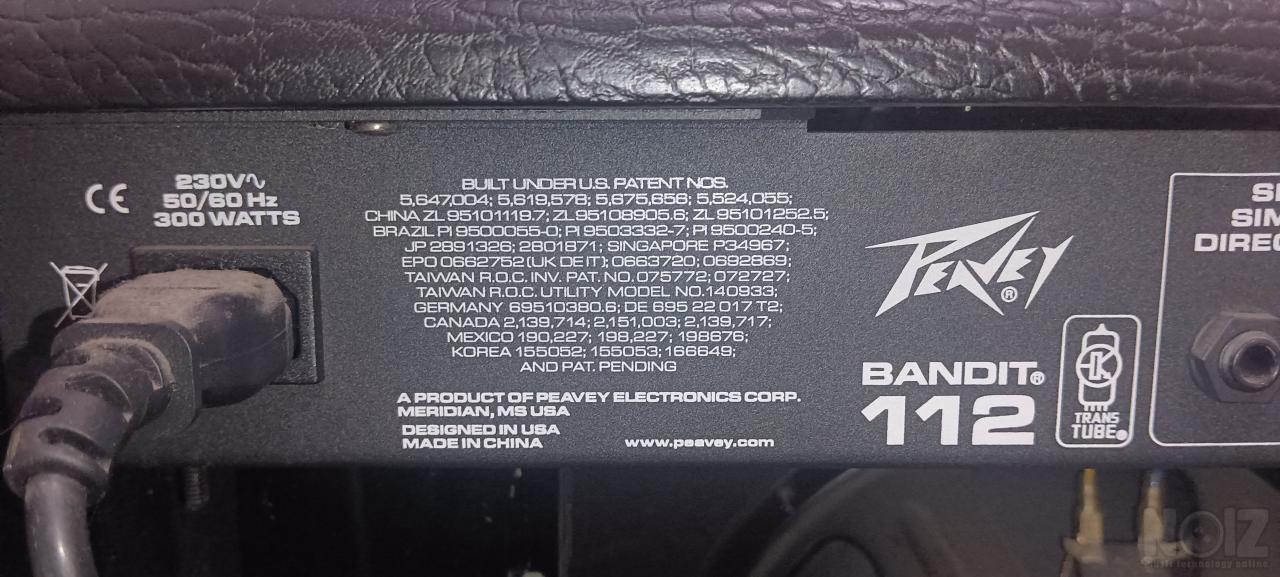 CE
230V∿
50/60 Hz
300 WATTS
BUILT UNDER U.S. PATENT NOS.
5,647,004; 5,619,578; 5,675,656; 5,524,055;
CHINA ZL 95101119.7; ZL 95108905.6; ZL 95101252.5;
BRAZIL PI 9500055-0; PI 9503332-7; PI 9500240-5;
JP 2891326; 2801871; SINGAPORE P34967;
EPO 0662752 (UK DE IT); 0663720; 0692869;
TAIWAN R.O.C. INV. PAT. NO. 075772; 072727;
TAIWAN R.O.C. UTILITY MODEL NO. 140933;
GERMANY 69510380.6; DE 695 22 017 T2;
CANADA 2,139,714; 2,151,003; 2,139,717;
MEXICO 190,227; 198,227; 198676;
KOREA 155052; 155053; 166649;
AND PAT. PENDING
A PRODUCT OF PEAVEY ELECTRONICS CORP.
MERIDIAN, MS USA
DESIGNED IN USA
MADE IN CHINA
www.peavey.com
PEAVEY®
BANDIT®
112
TRANS
TUBE®
NOIZ